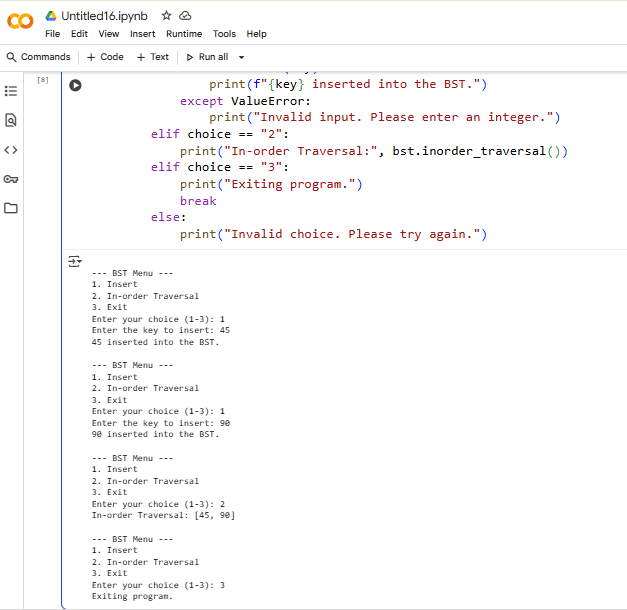 Untitled16.ipynb
File Edit View Insert Runtime Tools Help
Commands + Code + Text Run all
[8]
print(f"{key} inserted into the BST.")
except ValueError:
print("Invalid input. Please enter an integer.")
elif choice == "2":
print("In-order Traversal:", bst.inorder_traversal())
elif choice == "3":
print("Exiting program.")
break
else:
print("Invalid choice. Please try again.")
--- BST Menu ---
1. Insert
2. In-order Traversal
3. Exit
Enter your choice (1-3): 1
Enter the key to insert: 45
45 inserted into the BST.
--- BST Menu ---
1. Insert
2. In-order Traversal
3. Exit
Enter your choice (1-3): 1
Enter the key to insert: 90
90 inserted into the BST.
--- BST Menu ---
1. Insert
2. In-order Traversal
3. Exit
Enter your choice (1-3): 2
In-order Traversal: [45, 90]
--- BST Menu ---
1. Insert
2. In-order Traversal
3. Exit
Enter your choice (1-3): 3
Exiting program.